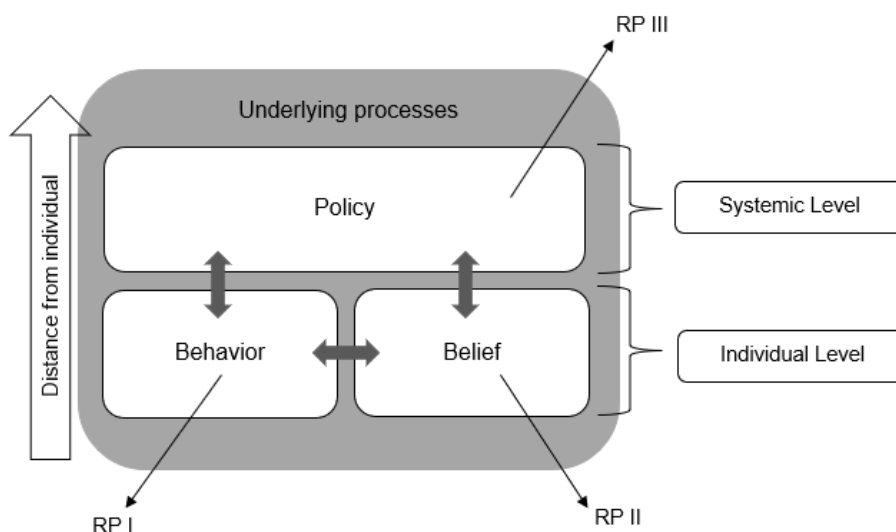 RP III
Underlying processes
Distance from individual
Policy
Systemic Level
Behavior
Belief
Individual Level
RP I
RP II